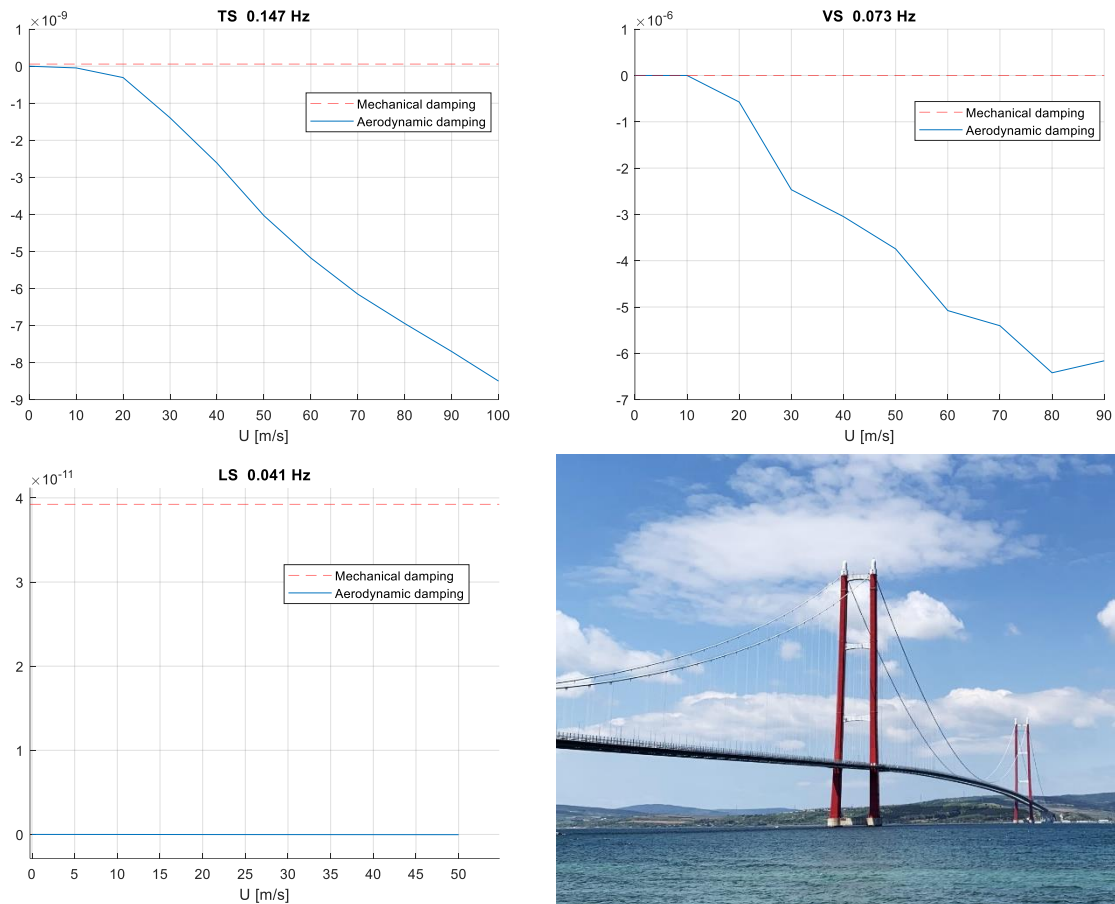 TS 0.147 Hz
×10^-9
1
0
-1
-2
-3
-4
-5
-6
-7
-8
-9
Mechanical damping
Aerodynamic damping
0 10 20 30 40 50 60 70 80 90 100
U [m/s]
VS 0.073 Hz
×10^-6
1
0
-1
-2
-3
-4
-5
-6
-7
Mechanical damping
Aerodynamic damping
0 10 20 30 40 50 60 70 80 90
U [m/s]
LS 0.041 Hz
×10^-11
4
3
2
1
0
Mechanical damping
Aerodynamic damping
0 5 10 15 20 25 30 35 40 45 50
U [m/s]